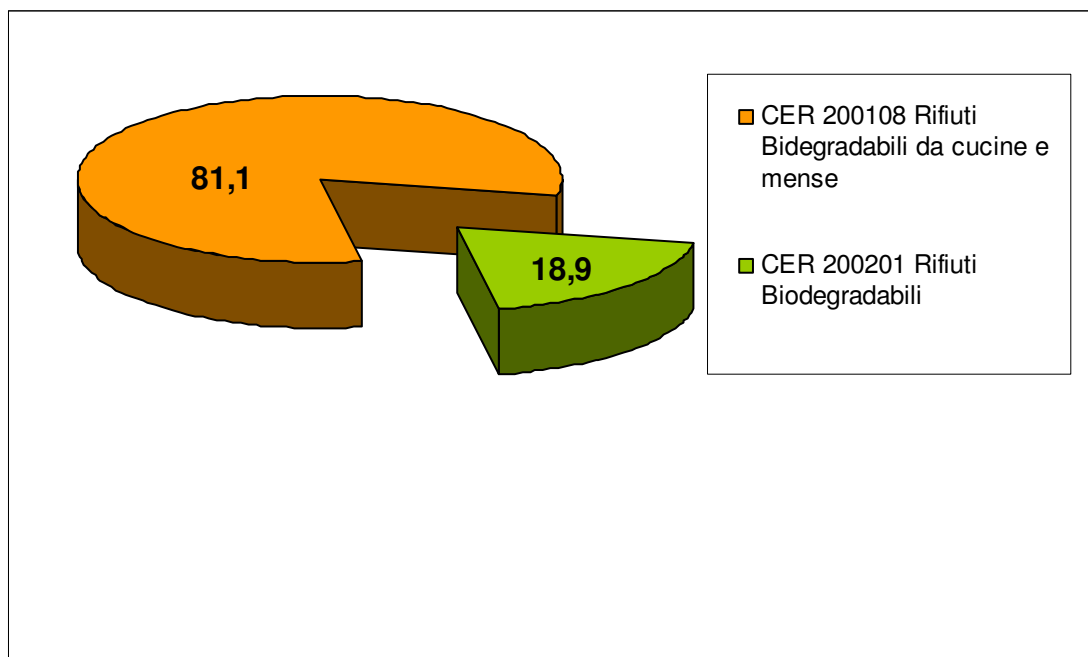 81,1
18,9
CER 200108 Rifiuti
Bidegradabili da cucine e
mense
CER 200201 Rifiuti
Biodegradabili